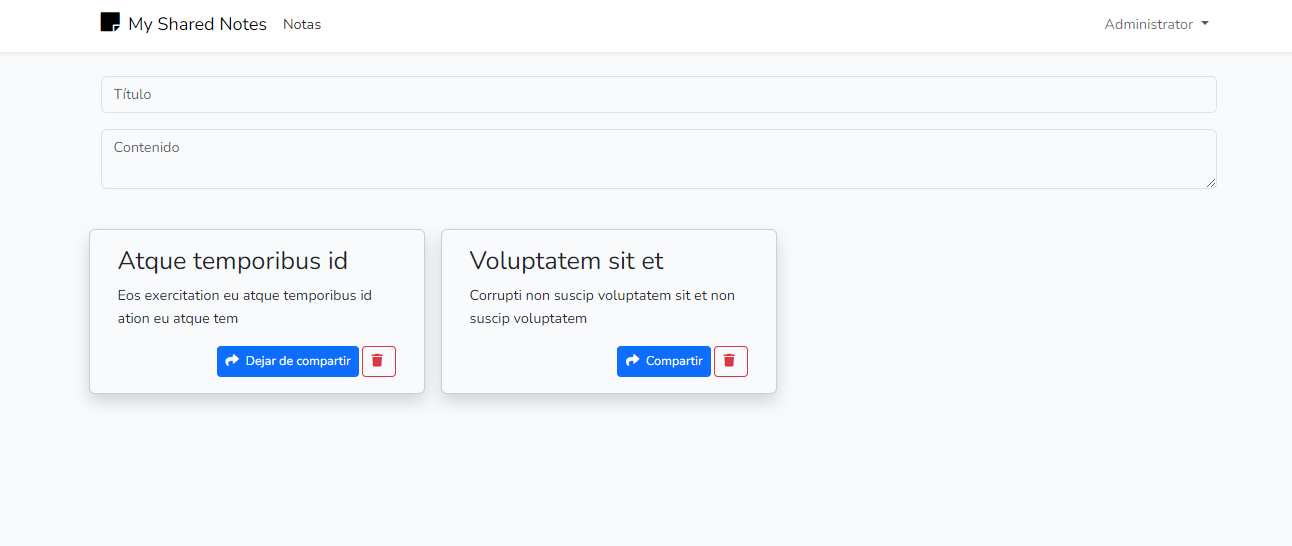 My Shared Notes Notas Administrator
Título
Contenido
Atque temporibus id
Eos exercitation eu atque temporibus id
ation eu atque tem
Dejar de compartir
Voluptatem sit et
Corrupti non suscip voluptatem sit et non
suscip voluptatem
Compartir